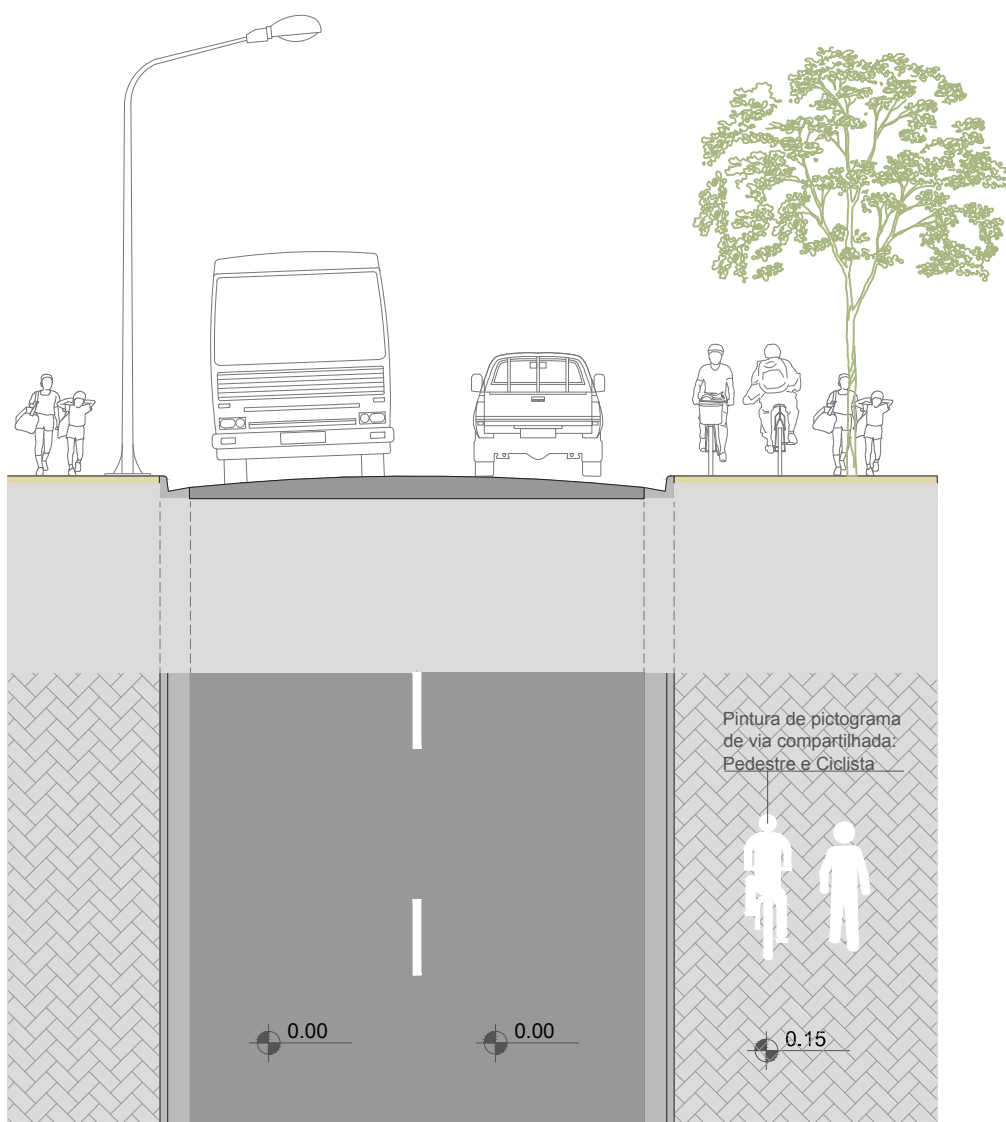 Pintura de pictograma
de via compartilhada:
Pedestre e Ciclista
0.00
0.00
0.15